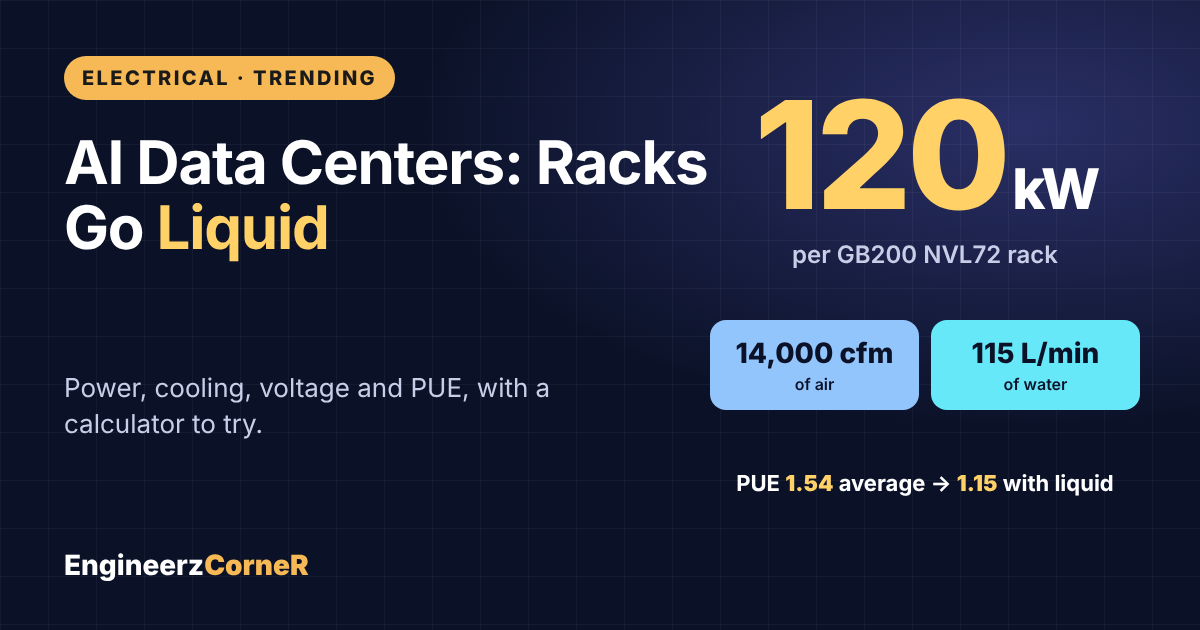 ELECTRICAL · TRENDING
AI Data Centers: Racks
Go Liquid
Power, cooling, voltage and PUE, with a
calculator to try.
EngineerzCorneR
120 kW
per GB200 NVL72 rack
14,000 cfm
of air
115 L/min
of water
PUE 1.54 average → 1.15 with liquid